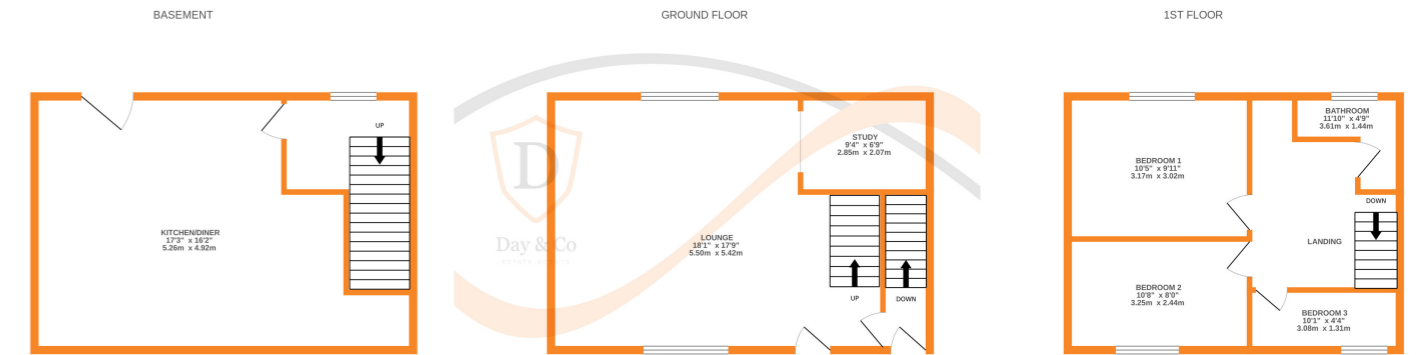 BASEMENT
UP
KITCHEN/DINER
17'3" x 16'2"
5.26m x 4.92m
GROUND FLOOR
STUDY
9'4" x 6'9"
2.85m x 2.07m
D
Day & Co
LOUNGE
18'1" x 17'9"
5.50m x 5.42m
UP
DOWN
1ST FLOOR
BATHROOM
11'10" x 4'9"
3.61m x 1.44m
BEDROOM 1
10'5" x 9'11"
3.17m x 3.02m
DOWN
LANDING
BEDROOM 2
10'8" x 8'0"
3.25m x 2.44m
BEDROOM 3
10'1" x 4'4"
3.08m x 1.31m